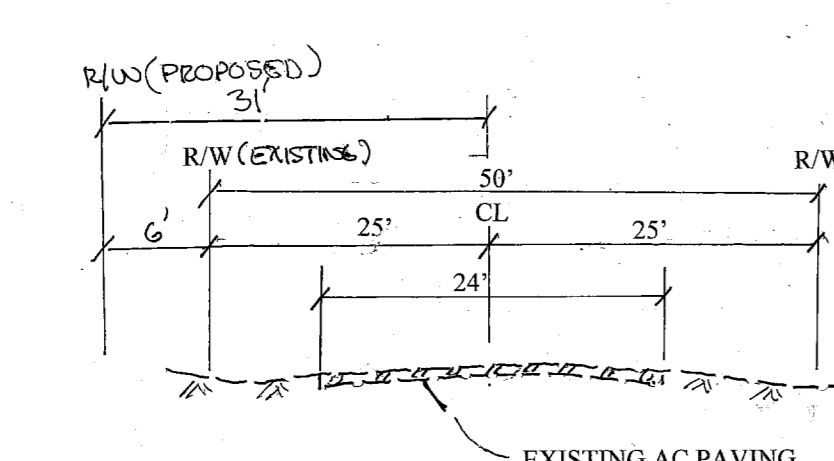 R/W (PROPOSED)
31'
R/W (EXISTING) R/W
50'
CL
6' 25' 25'
24'
EXISTING AC PAVING